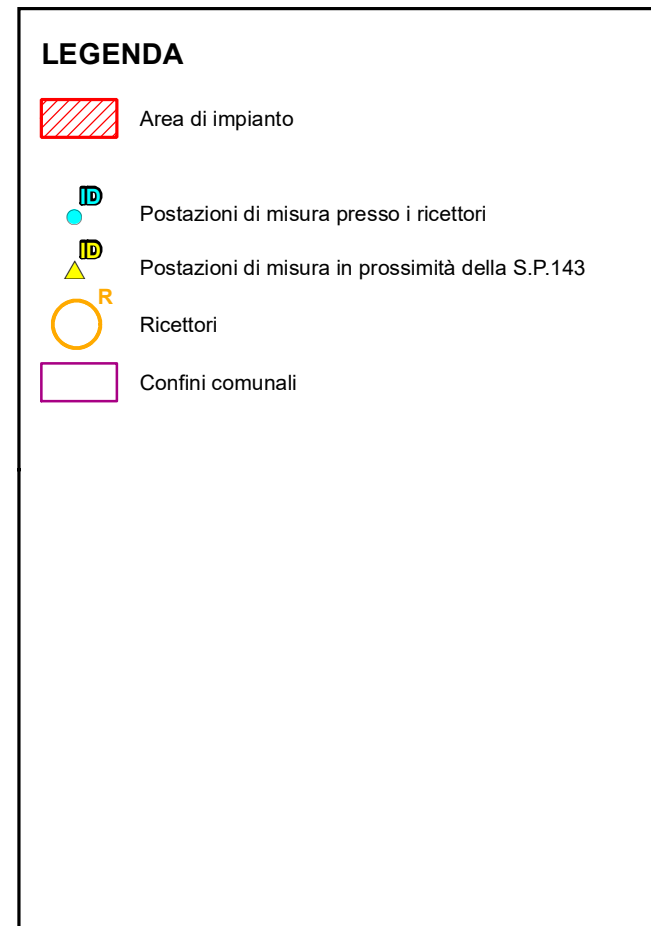 LEGENDA
Area di impianto
ID
Postazioni di misura presso i ricettori
ID
Postazioni di misura in prossimità della S.P.143
R
Ricettori
Confini comunali